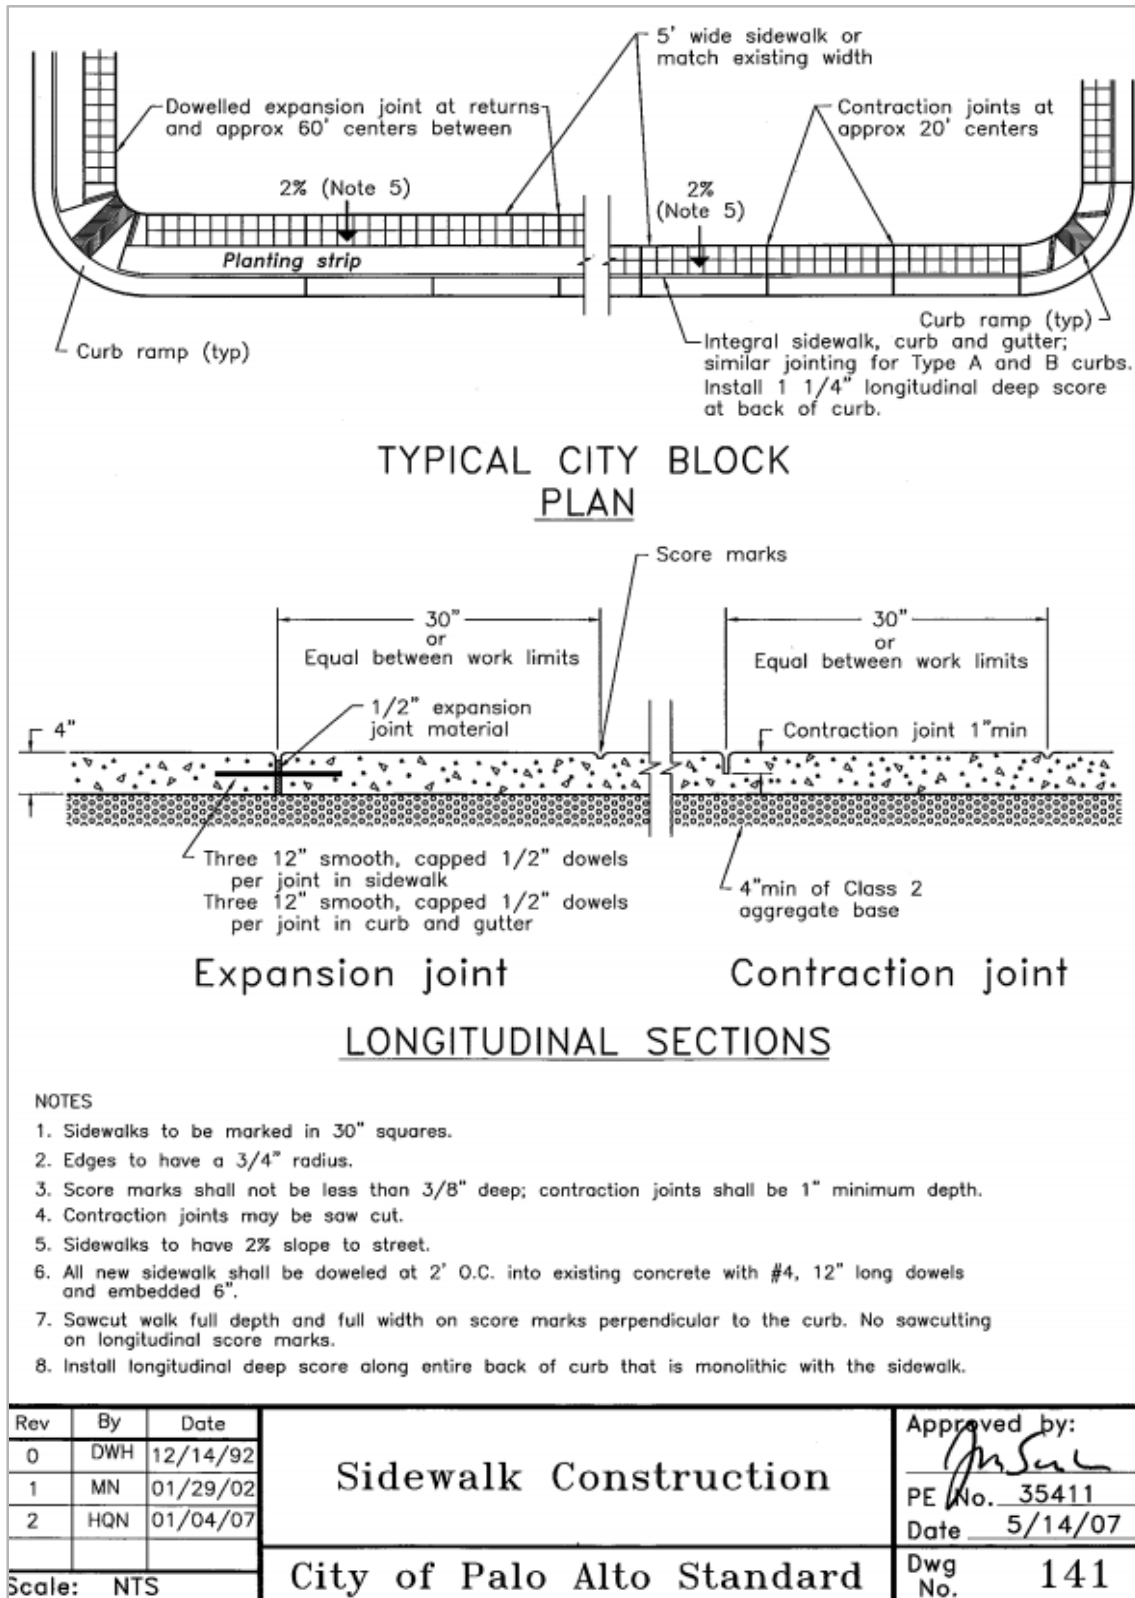 5' wide sidewalk or
match existing width
Dowelled expansion joint at returns
and approx 60' centers between
Contraction joints at
approx 20' centers
2% (Note 5)
2%
(Note 5)
Planting strip
Curb ramp (typ)
Curb ramp (typ)
Integral sidewalk, curb and gutter;
similar jointing for Type A and B curbs.
Install 1 1/4" longitudinal deep score
at back of curb.
TYPICAL CITY BLOCK
PLAN
Score marks
30"
or
Equal between work limits
30"
or
Equal between work limits
1/2" expansion
joint material
4"
Contraction joint 1"min
Three 12" smooth, capped 1/2" dowels
per joint in sidewalk
Three 12" smooth, capped 1/2" dowels
per joint in curb and gutter
4"min of Class 2
aggregate base
Expansion joint
Contraction joint
LONGITUDINAL SECTIONS
NOTES
1. Sidewalks to be marked in 30" squares.
2. Edges to have a 3/4" radius.
3. Score marks shall not be less than 3/8" deep; contraction joints shall be 1" minimum depth.
4. Contraction joints may be saw cut.
5. Sidewalks to have 2% slope to street.
6. All new sidewalk shall be doweled at 2' O.C. into existing concrete with #4, 12" long dowels
and embedded 6".
7. Sawcut walk full depth and full width on score marks perpendicular to the curb. No sawcutting
on longitudinal score marks.
8. Install longitudinal deep score along entire back of curb that is monolithic with the sidewalk.
Rev By Date
0 DWH 12/14/92
1 MN 01/29/02
2 HQN 01/04/07
Scale: NTS
Sidewalk Construction
City of Palo Alto Standard
Approved by:
PE No. 35411
Date 5/14/07
Dwg
No. 141